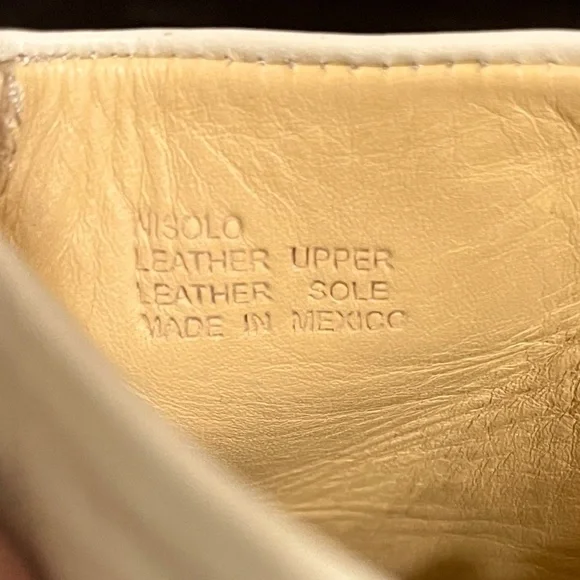 NISOLO
LEATHER UPPER
LEATHER SOLE
MADE IN MEXICO